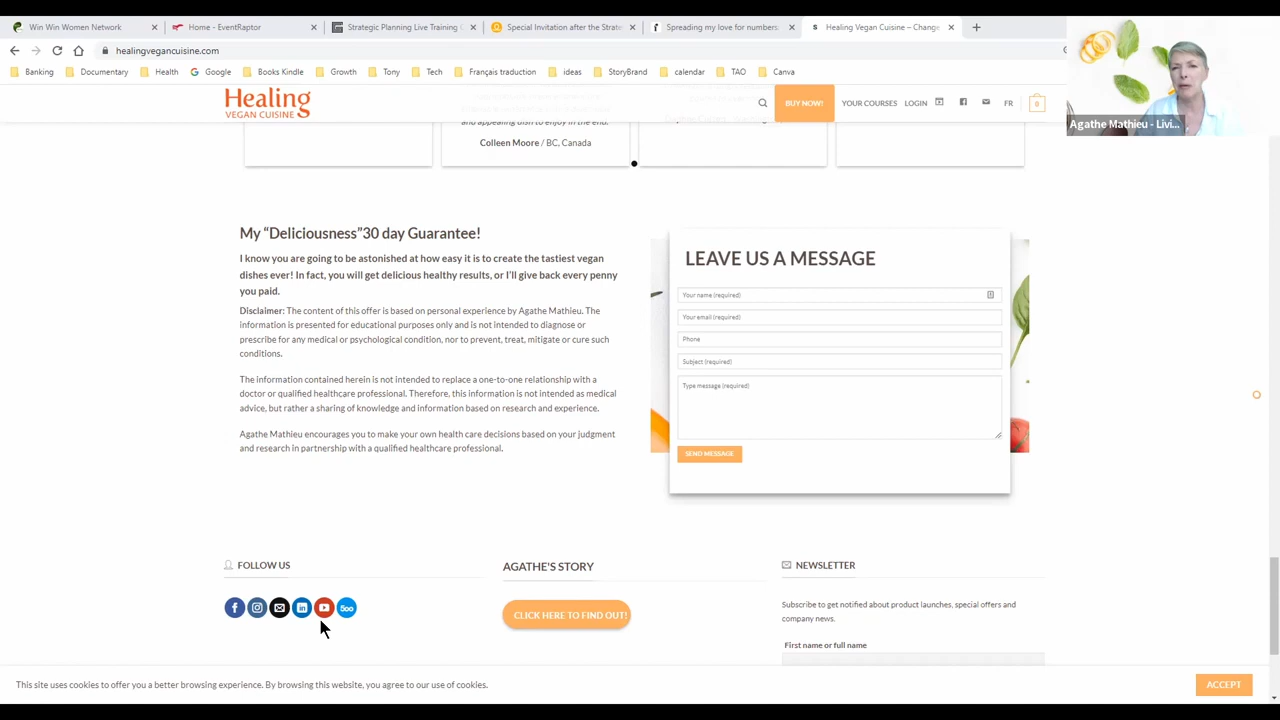 Win Win Women Network
Home - EventRaptor
Strategic Planning Live Training
Special Invitation after the Strate
Spreading my love for numbers
Healing Vegan Cuisine – Change
healingvegancuisine.com
Banking
Documentary
Health
Google
Books Kindle
Growth
Tony
Tech
Français traduction
ideas
StoryBrand
calendar
TAO
Canva
Healing
VEGAN CUISINE
BUY NOW!
YOUR COURSES
LOGIN
FR
0
Agathe Mathieu - Livi...
and appealing dish to enjoy in the end.
Colleen Moore / BC, Canada
My “Deliciousness”30 day Guarantee!
I know you are going to be astonished at how easy it is to create the tastiest vegan
dishes ever! In fact, you will get delicious healthy results, or I’ll give back every penny
you paid.
Disclaimer: The content of this offer is based on personal experience by Agathe Mathieu. The
information is presented for educational purposes only and is not intended to diagnose or
prescribe for any medical or psychological condition, nor to prevent, treat, mitigate or cure such
conditions.
The information contained herein is not intended to replace a one-to-one relationship with a
doctor or qualified healthcare professional. Therefore, this information is not intended as medical
advice, but rather a sharing of knowledge and information based on research and experience.
Agathe Mathieu encourages you to make your own health care decisions based on your judgment
and research in partnership with a qualified healthcare professional.
LEAVE US A MESSAGE
Your name (required)
Your email (required)
Phone
Subject (required)
Type message (required)
SEND MESSAGE
FOLLOW US
AGATHE'S STORY
CLICK HERE TO FIND OUT!
NEWSLETTER
Subscribe to get notified about product launches, special offers and
company news.
First name or full name
This site uses cookies to offer you a better browsing experience. By browsing this website, you agree to our use of cookies.
ACCEPT